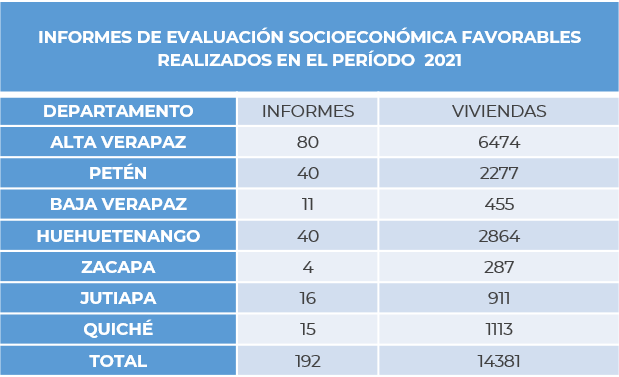 INFORMES DE EVALUACIÓN SOCIOECONÓMICA FAVORABLES
REALIZADOS EN EL PERÍODO 2021
DEPARTAMENTO INFORMES VIVIENDAS
ALTA VERAPAZ 80 6474
PETÉN 40 2277
BAJA VERAPAZ 11 455
HUEHUETENANGO 40 2864
ZACAPA 4 287
JUTIAPA 16 911
QUICHÉ 15 1113
TOTAL 192 14381